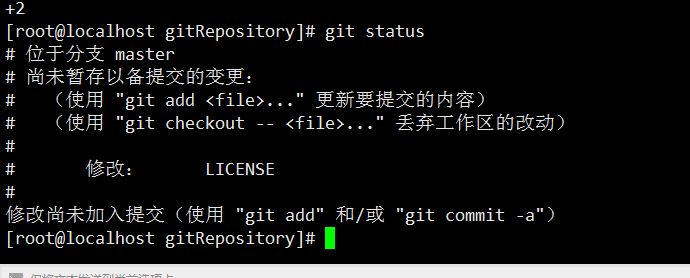 +2
[root@localhost gitRepository]# git status
# 位于分支 master
# 尚未暂存以备提交的变更：
#   （使用 "git add <file>..." 更新要提交的内容）
#   （使用 "git checkout -- <file>..." 丢弃工作区的改动）
#
#       修改：      LICENSE
#
修改尚未加入提交（使用 "git add" 和/或 "git commit -a"）
[root@localhost gitRepository]#